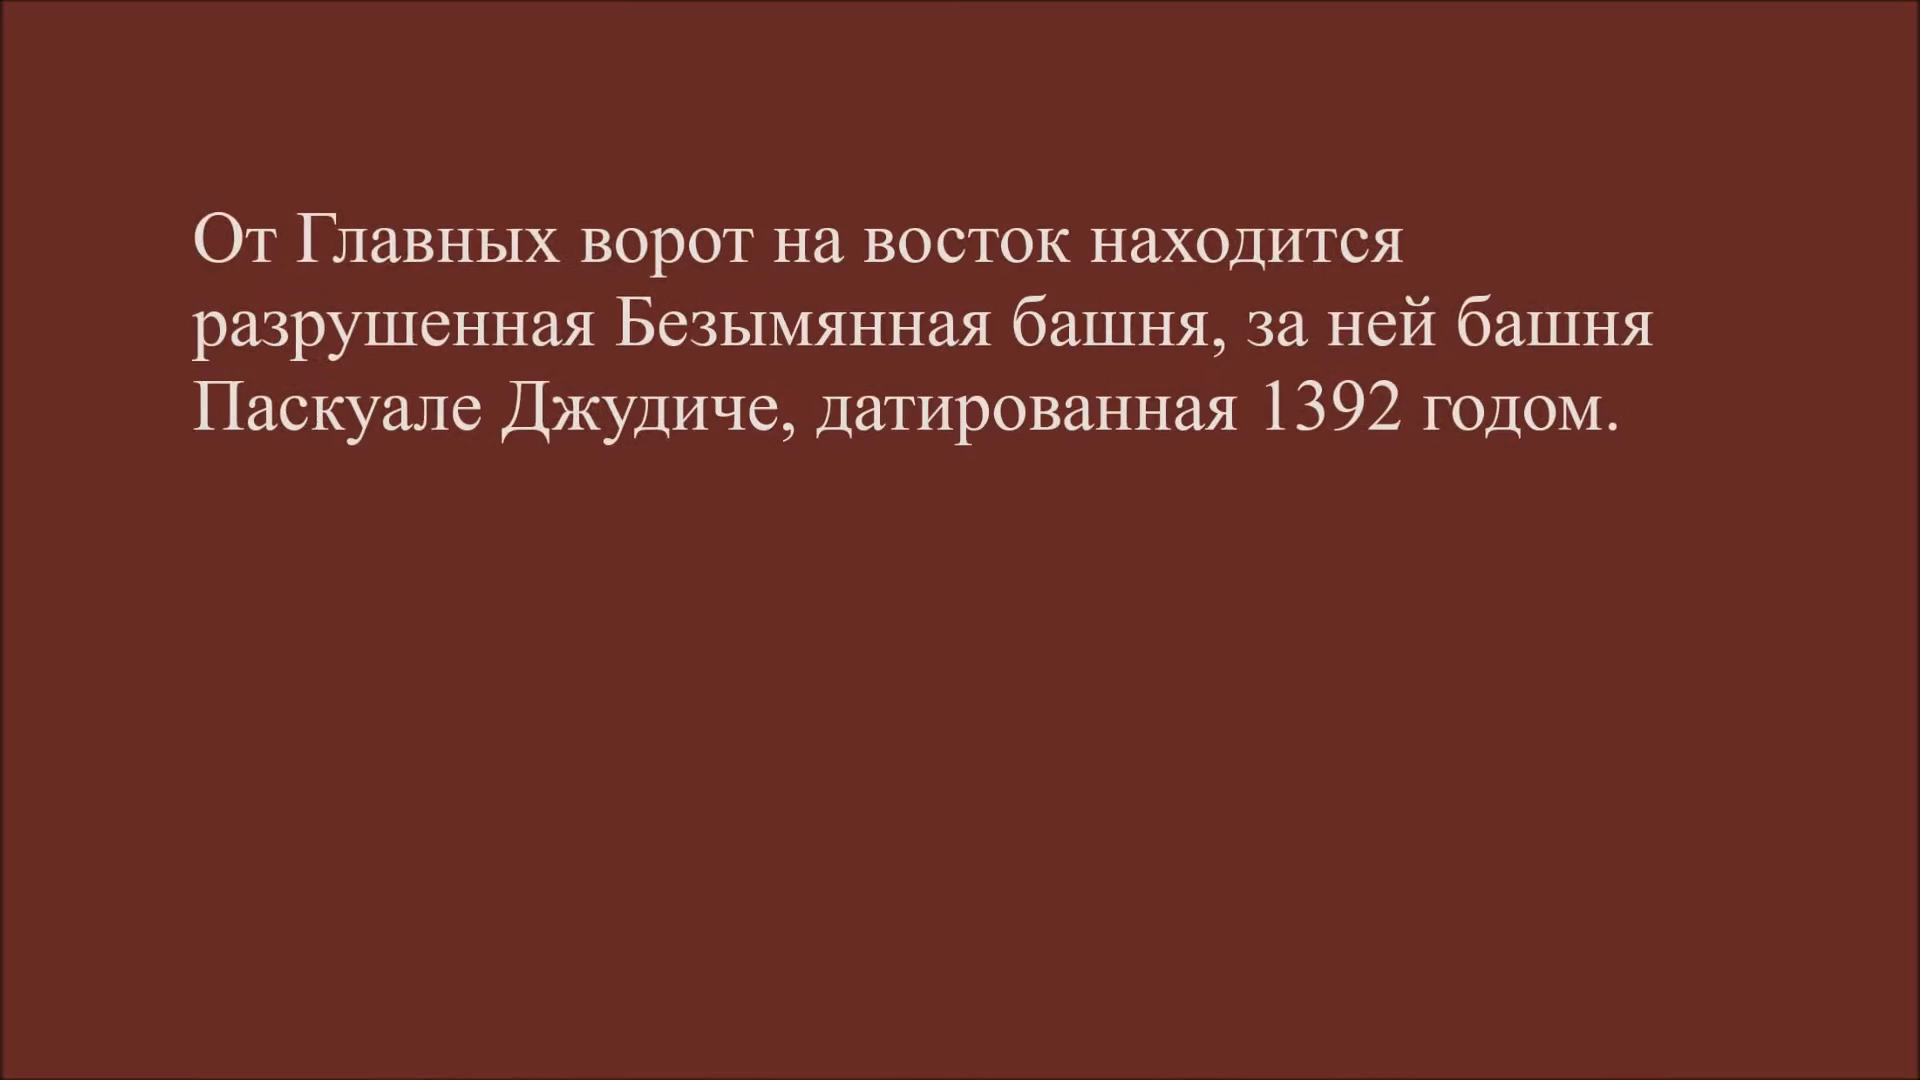 От Главных ворот на восток находится
разрушенная Безымянная башня, за ней башня
Паскуале Джудиче, датированная 1392 годом.